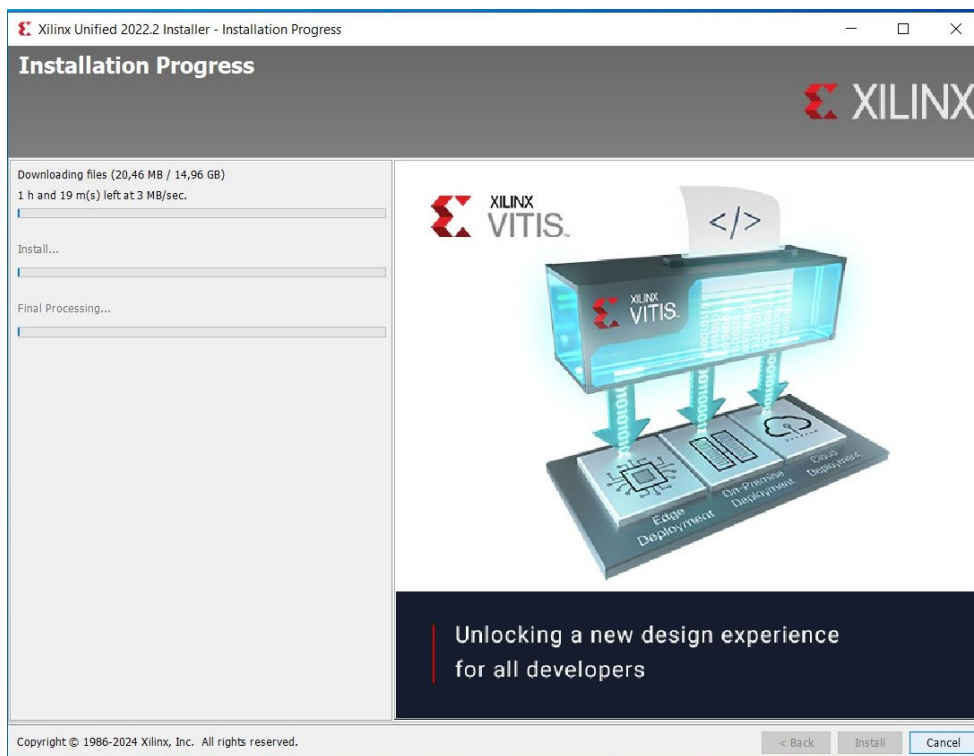 Xilinx Unified 2022.2 Installer - Installation Progress
Installation Progress
XILINX
Downloading files (20,46 MB / 14,96 GB)
1 h and 19 m(s) left at 3 MB/sec.
Install...
Final Processing...
XILINX
VITIS™
</>
XILINX
VITIS™
Edge
Deployment
On-Premise
Deployment
Cloud
Deployment
Unlocking a new design experience
for all developers
Copyright © 1986-2024 Xilinx, Inc. All rights reserved.
< Back
Install
Cancel